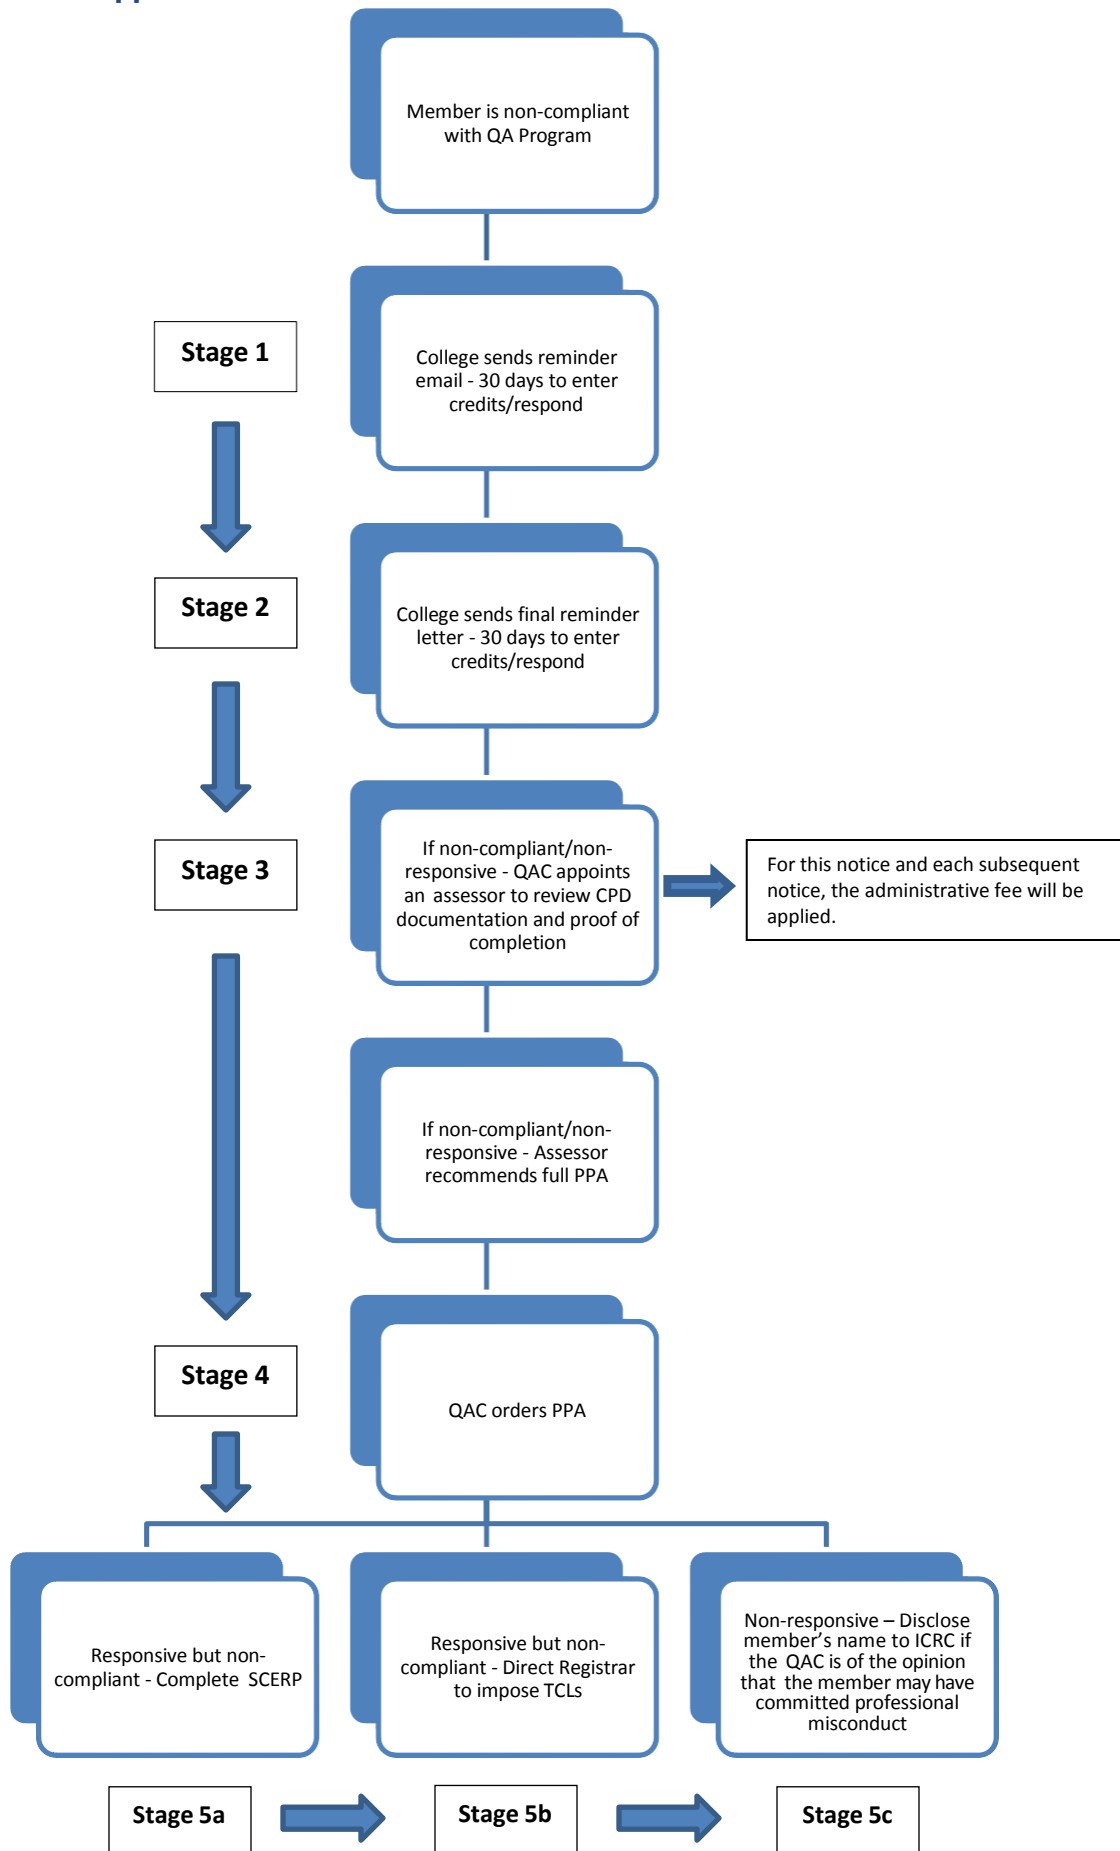 Member is non-compliant
with QA Program
Stage 1
College sends reminder
email - 30 days to enter
credits/respond
Stage 2
College sends final reminder
letter - 30 days to enter
credits/respond
Stage 3
If non-compliant/non-
responsive - QAC appoints
an assessor to review CPD
documentation and proof of
completion
For this notice and each subsequent
notice, the administrative fee will be
applied.
If non-compliant/non-
responsive - Assessor
recommends full PPA
Stage 4
QAC orders PPA
Responsive but non-
compliant - Complete SCERP
Responsive but non-
compliant - Direct Registrar
to impose TCLs
Non-responsive – Disclose
member's name to ICRC if
the QAC is of the opinion
that the member may have
committed professional
misconduct
Stage 5a
Stage 5b
Stage 5c